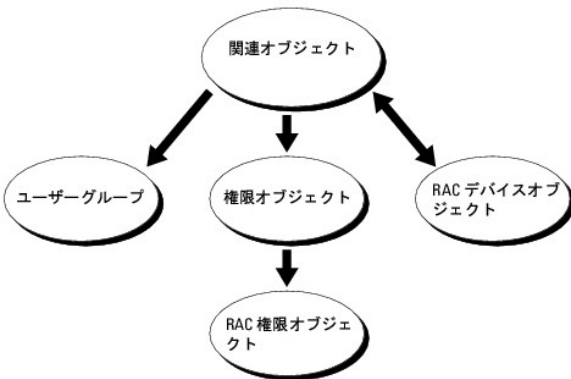 関連オブジェクト
ユーザーグループ
権限オブジェクト
RAC デバイスオブ
ジェクト
RAC 権限オブジェ
クト